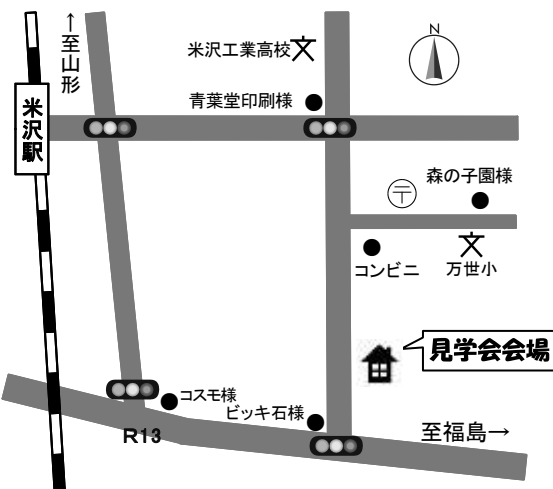 N
↑至山形
米沢工業高校
青葉堂印刷様
米沢駅
〒
森の子園様
コンビニ
万世小
見学会会場
コスモ様
ビッキ石様
R13
至福島→